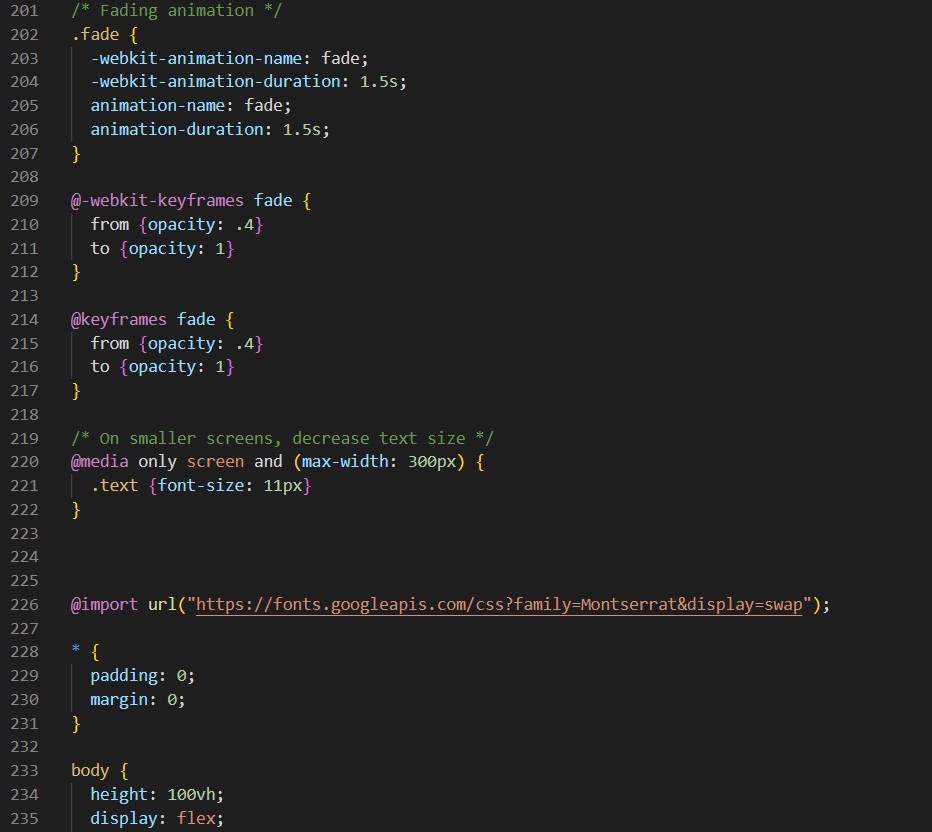 201 /* Fading animation */
202 .fade {
203 -webkit-animation-name: fade;
204 -webkit-animation-duration: 1.5s;
205 animation-name: fade;
206 animation-duration: 1.5s;
207 }
208
209 @-webkit-keyframes fade {
210 from {opacity: .4}
211 to {opacity: 1}
212 }
213
214 @keyframes fade {
215 from {opacity: .4}
216 to {opacity: 1}
217 }
218
219 /* On smaller screens, decrease text size */
220 @media only screen and (max-width: 300px) {
221 .text {font-size: 11px}
222 }
223
224
225
226 @import url("https://fonts.googleapis.com/css?family=Montserrat&display=swap");
227
228 * {
229 padding: 0;
230 margin: 0;
231 }
232
233 body {
234 height: 100vh;
235 display: flex;